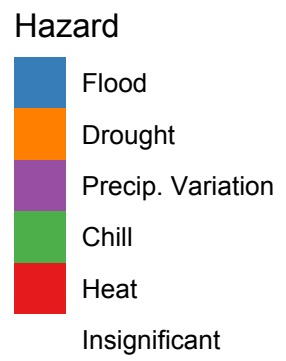 Hazard
Flood
Drought
Precip. Variation
Chill
Heat
Insignificant